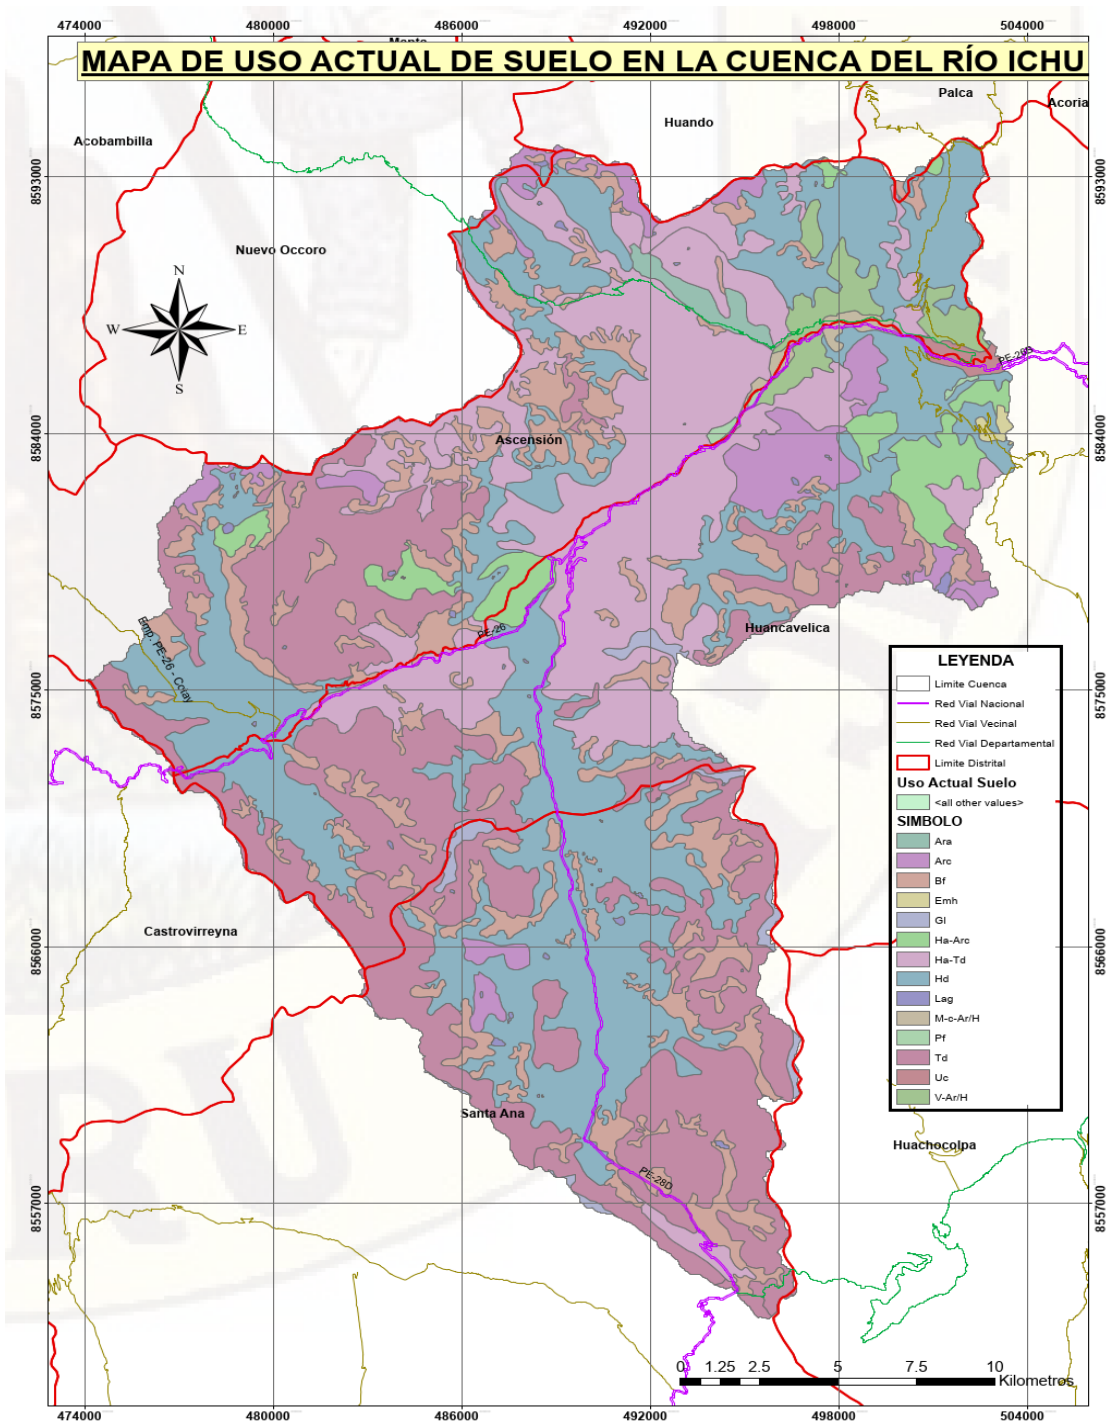 474000 480000 486000 492000 498000 504000
Manta
MAPA DE USO ACTUAL DE SUELO EN LA CUENCA DEL RÍO ICHU
Palca
Acoria
Huando
Acobambilla
8593000
8593000
Nuevo Occoro
N
W
E
S
PE-26B
8584000
8584000
Ascensión
Emp. PE-26 - Cciay
PE-26
Huancavelica
8575000
8575000
LEYENDA
Limite Cuenca
Red Vial Nacional
Red Vial Vecinal
Red Vial Departamental
Limite Distrital
Uso Actual Suelo
<all other values>
SIMBOLO
Ara
Arc
Bf
Emh
Gl
Ha-Arc
Ha-Td
Hd
Lag
M-c-Ar/H
Pf
Td
Uc
V-Ar/H
Castrovirreyna
8566000
8566000
Santa Ana
Huachocolpa
PE-28D
8557000
8557000
0 1.25 2.5 5 7.5 10
Kilometros
474000 480000 486000 492000 498000 504000